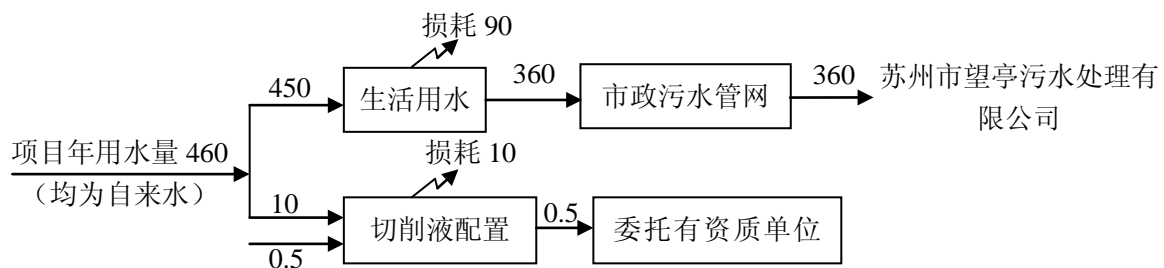 损耗 90
450
生活用水
360
市政污水管网
360
苏州市望亭污水处理有
限公司
项目年用水量 460
（均为自来水）
损耗 10
10
切削液配置
0.5
委托有资质单位
0.5